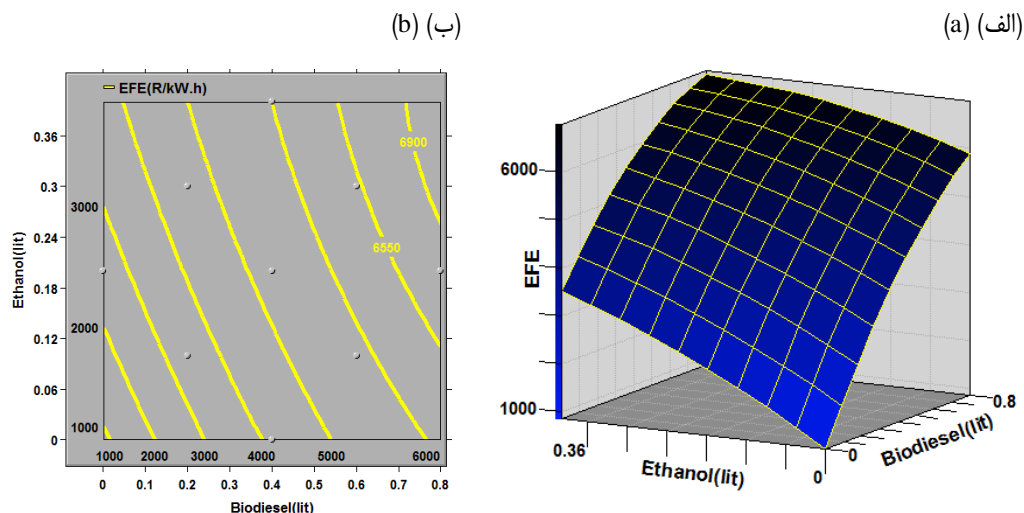 (ب) (b)
(الف) (a)
EFE(R/kW.h)
0.36
0.3
0.24
0.18
0.12
0.06
0
Ethanol(lit)
6900
6550
3000
2000
1000
1000 2000 3000 4000 5000 6000
0 0.1 0.2 0.3 0.4 0.5 0.6 0.7 0.8
Biodiesel(lit)
6000
1000
EFE
0.36
Ethanol(lit)
0
0
Biodiesel(lit)
0.8